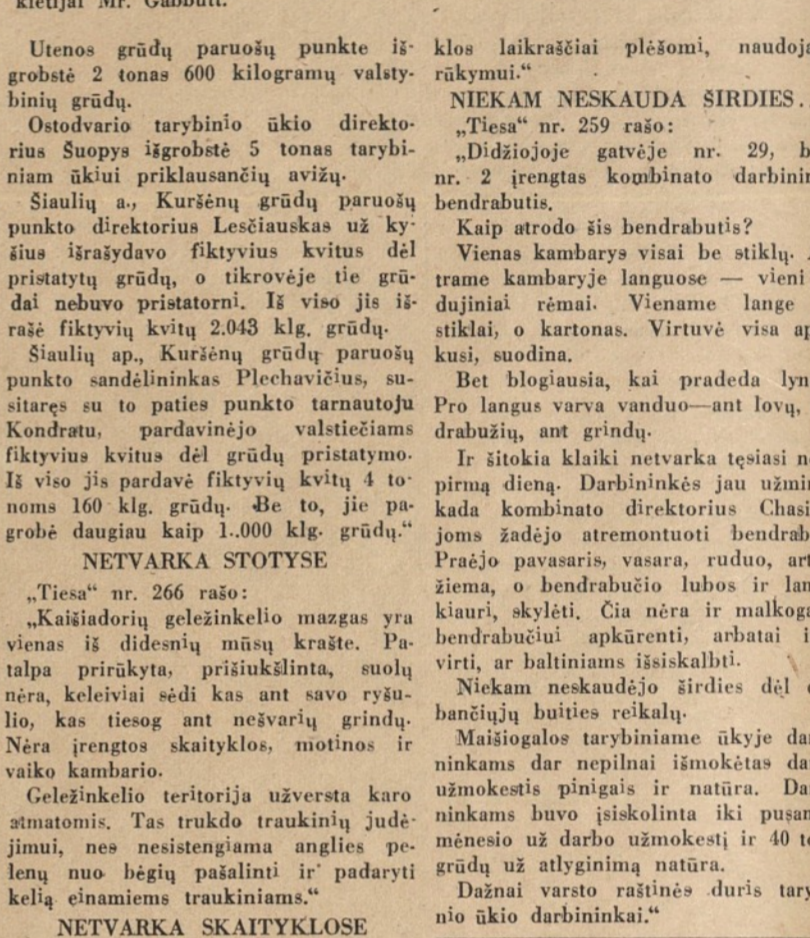 Mr. Gabbutt.
Utenos grūdų paruošų punkte iš-
grobstė 2 tonas 600 kilogramų valsty-
binių grūdų.
Ostodvario tarybinio ūkio direkto-
rius Šuopys išgrobstė 5 tonas tarybi-
niam ūkiui priklausančių avižų.
Šiaulių a., Kuršėnų grūdų paruošų
punkto direktorius Lesčiauskas už ky-
šius išrašydavo fiktyvius kvitus dėl
pristatytų grūdų, o tikrovėje tie grū-
dai nebuvo pristatomi. Iš viso jis iš-
rašė fiktyvių kvitų 2.043 klg. grūdų.
Šiaulių ap., Kuršėnų grūdų paruošų
punkto sandėlininkas Plechavičius, su-
sitaręs su to paties punkto tarnautoju
Kondratu, pardavinėjo valstiečiams
fiktyvius kvitus dėl grūdų pristatymo.
Iš viso jis pardavė fiktyvių kvitų 4 to-
noms 160 klg. grūdų. Be to, jie pa-
grobė daugiau kaip 1..000 klg. grūdų.“
NETVARKA STOTYSE
„Tiesa“ nr. 266 rašo:
„Kaišiadorių geležinkelio mazgas yra
vienas iš didesnių mūsų krašte. Pa-
talpa prirūkyta, prišiukšlinta, suolų
nėra, keleiviai sėdi kas ant savo ryšu-
lio, kas tiesog ant nešvarių grindų.
Nėra įrengtos skaityklos, motinos ir
vaiko kambario.
Geležinkelio teritorija užversta karo
atmatomis. Tas trukdo traukinių judė-
jimui, nes nesistengiama anglies pe-
lenų nuo bėgių pašalinti ir padaryti
kelią einamiems traukiniams.“
NETVARKA SKAITYKLOSE
klos laikraščiai plėšomi, naudoja
rūkymui.“
NIEKAM NESKAUDA ŠIRDIES.
„Tiesa“ nr. 259 rašo:
„Didžiojoje gatvėje nr. 29, b
nr. 2 įrengtas kombinato darbinin
bendrabutis.
Kaip atrodo šis bendrabutis?
Vienas kambarys visai be stiklų.
trame kambaryje languose — vieni
dujiniai rėmai. Viename lange
stiklai, o kartonas. Virtuvė visa ap
kusi, suodina.
Bet blogiausia, kai pradeda lyn
Pro langus varva vanduo—ant lovų,
drabužių, ant grindų.
Ir šitokia klaiki netvarka tęsiasi n
pirmą dieną. Darbininkės jau užmir
kada kombinato direktorius Chasi
joms žadėjo atremontuoti bendrab
Praėjo pavasaris, vasara, ruduo, art
žiema, o bendrabučio lubos ir lan
kiauri, skylėti. Čia nėra ir malkoga
bendrabučiui apkūrenti, arbatai i
virti, ar baltiniams išsiskalbti.
Niekam neskaudėjo širdies dėl
bančiųjų buities reikalų.
Maišiogalos tarybiniame ūkyje dar
ninkams dar nepilnai išmokėtas da
užmokestis pinigais ir natūra. Da
ninkams buvo įsiskolinta iki pusan
mėnesio už darbo užmokestį ir 40 to
grūdų už atlyginimą natūra.
Dažnai varsto raštinės duris tary
nio ūkio darbininkai.“